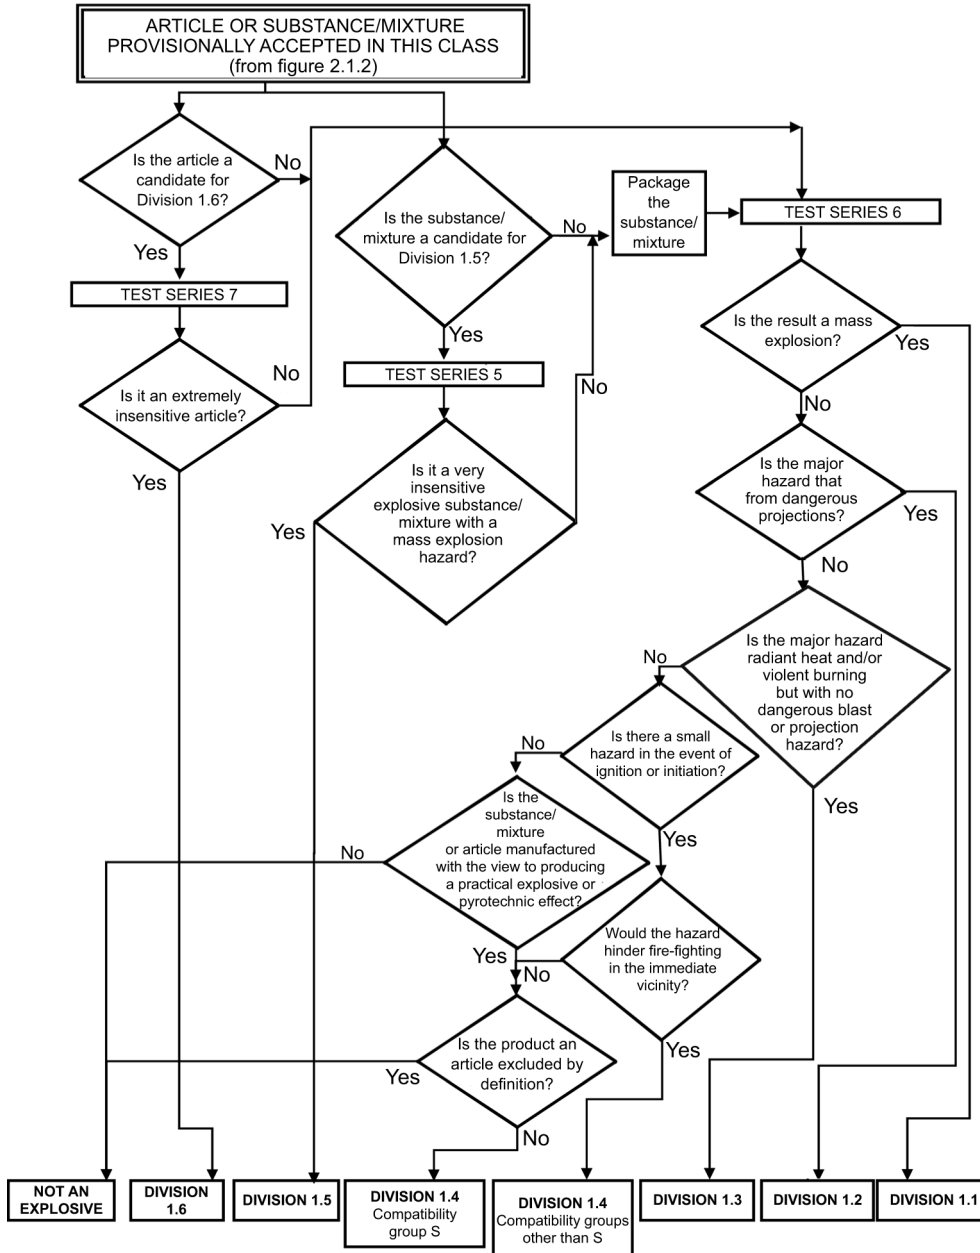 ARTICLE OR SUBSTANCE/MIXTURE
PROVISIONALLY ACCEPTED IN THIS CLASS
(from figure 2.1.2)
Is the article a
candidate for
Division 1.6?
No
Yes
TEST SERIES 7
Is it an extremely
insensitive article?
No
Yes
Is the substance/
mixture a candidate for
Division 1.5?
No
Yes
TEST SERIES 5
Is it a very
insensitive
explosive substance/
mixture with a
mass explosion
hazard?
No
Yes
Package
the
substance/
mixture
TEST SERIES 6
Is the result a mass
explosion?
Yes
No
Is the major
hazard that
from dangerous
projections?
Yes
No
Is the major hazard
radiant heat and/or
violent burning
but with no
dangerous blast
or projection
hazard?
No
Yes
Is there a small
hazard in the event of
ignition or initiation?
No
Yes
Is the
substance/
mixture
or article manufactured
with the view to producing
a practical explosive or
pyrotechnic effect?
No
Yes
Would the hazard
hinder fire-fighting
in the immediate
vicinity?
No
Yes
Is the product an
article excluded by
definition?
Yes
No
NOT AN
EXPLOSIVE
DIVISION
1.6
DIVISION 1.5
DIVISION 1.4
Compatibility
group S
DIVISION 1.4
Compatibility groups
other than S
DIVISION 1.3
DIVISION 1.2
DIVISION 1.1